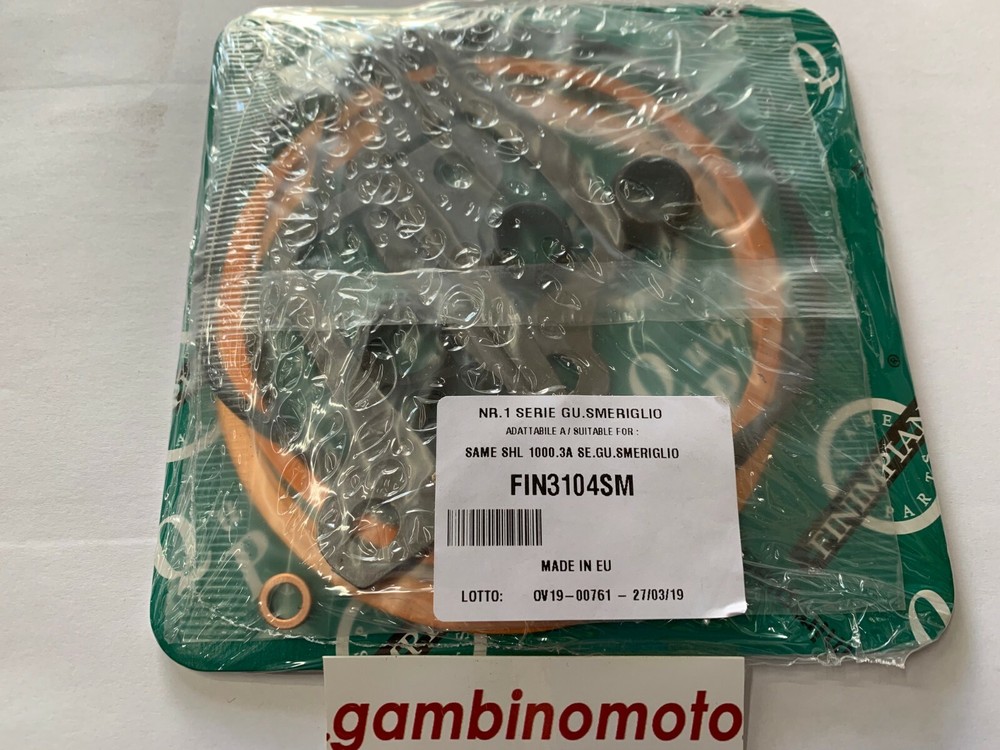 NR.1 SERIE GU.SMERIGLIO
ADATTABILE A / SUITABLE FOR :
SAME SHL 1000.3A SE.GU.SMERIGLIO
FIN3104SM
MADE IN EU
LOTTO: OV19-00761 - 27/03/19
FINIMPIANTI
PARTS
.gambinomoto